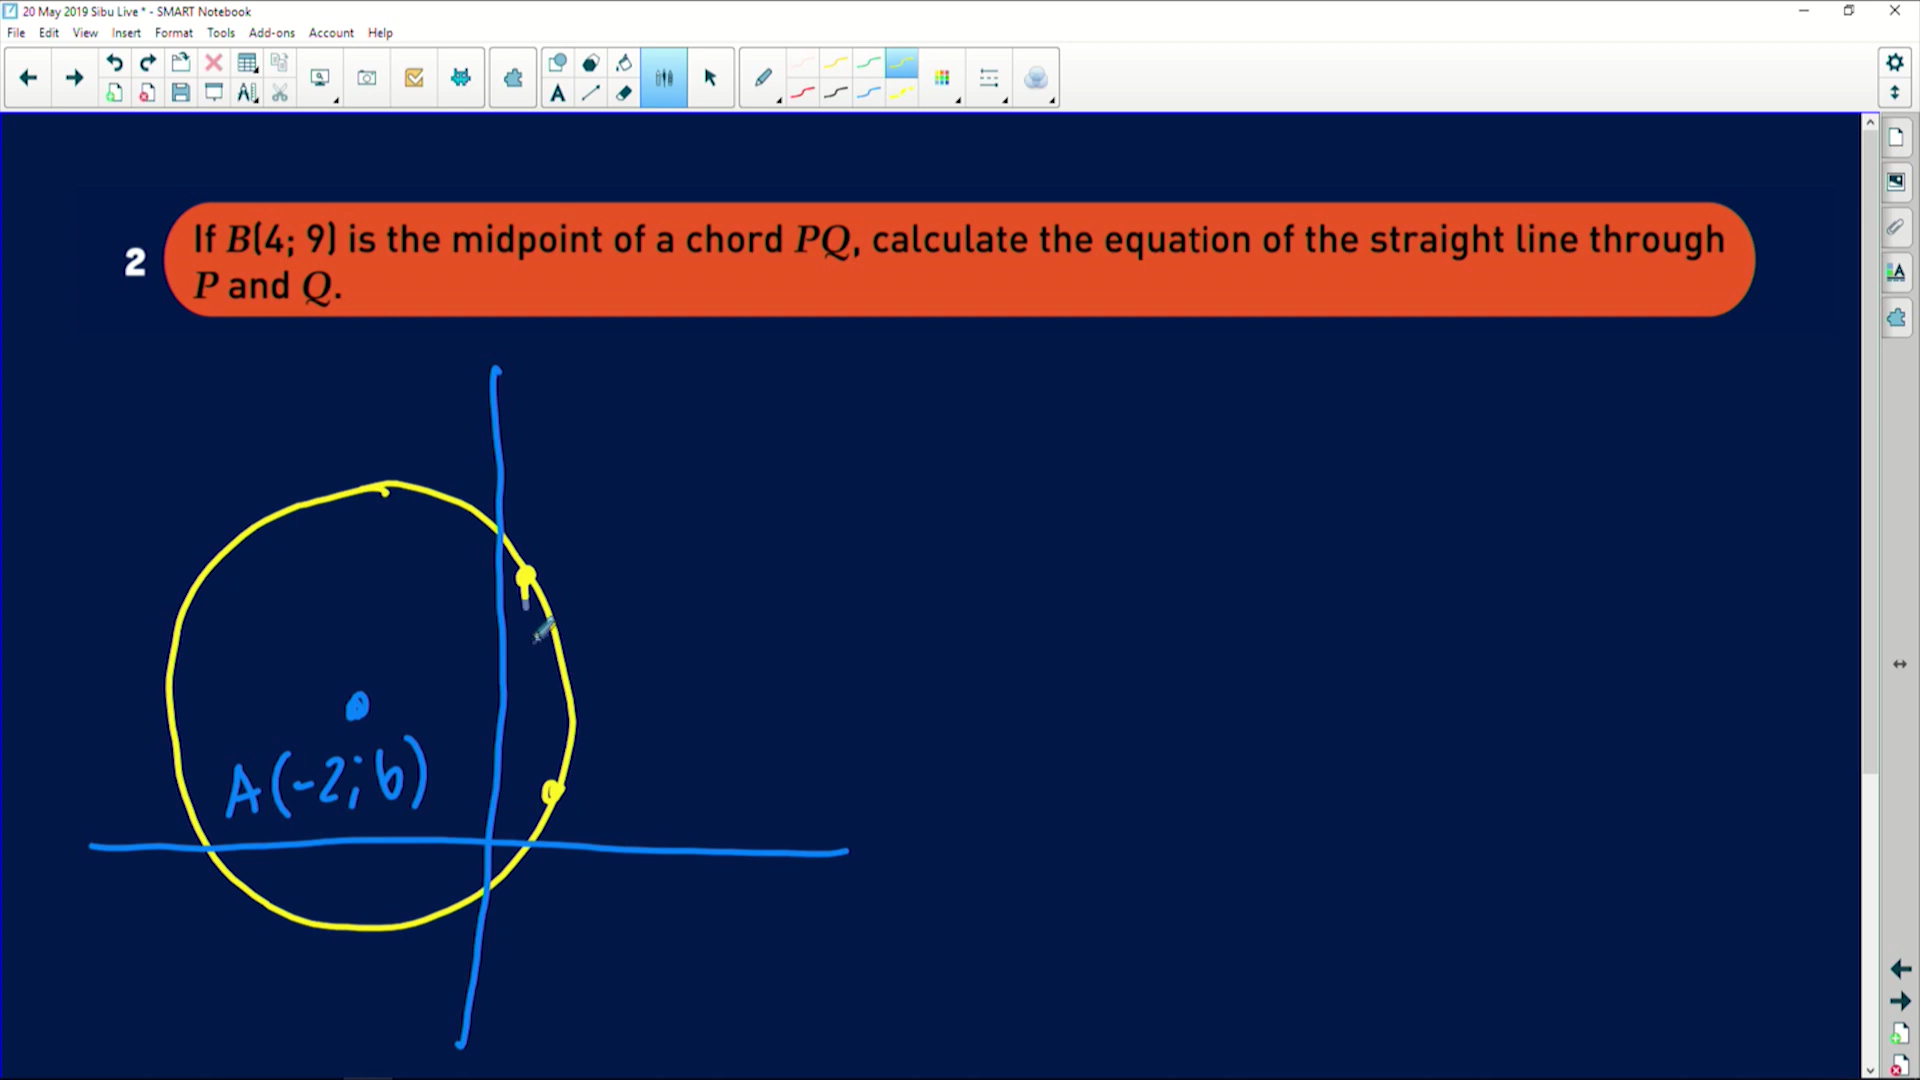 20 May 2019 Sibu Live * - SMART Notebook
File Edit View Insert Format Tools Add-ons Account Help
2
If B(4; 9) is the midpoint of a chord PQ, calculate the equation of the straight line through
P and Q.
A(-2;6)